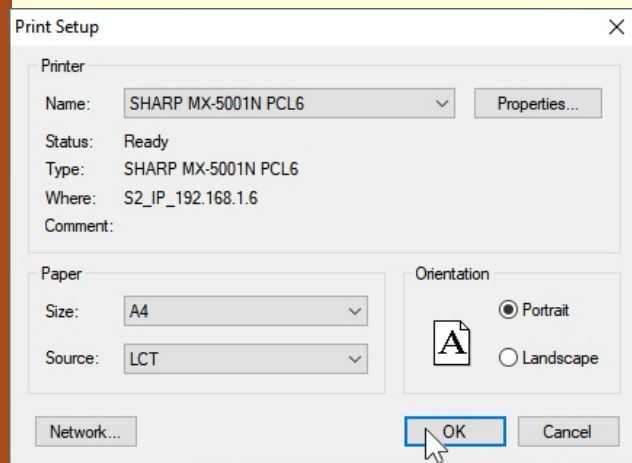 Print Setup
Printer
Name: SHARP MX-5001N PCL6 Properties...
Status: Ready
Type: SHARP MX-5001N PCL6
Where: S2_IP_192.168.1.6
Comment:
Paper
Size: A4
Source: LCT
Orientation
A
Portrait
Landscape
Network... OK Cancel